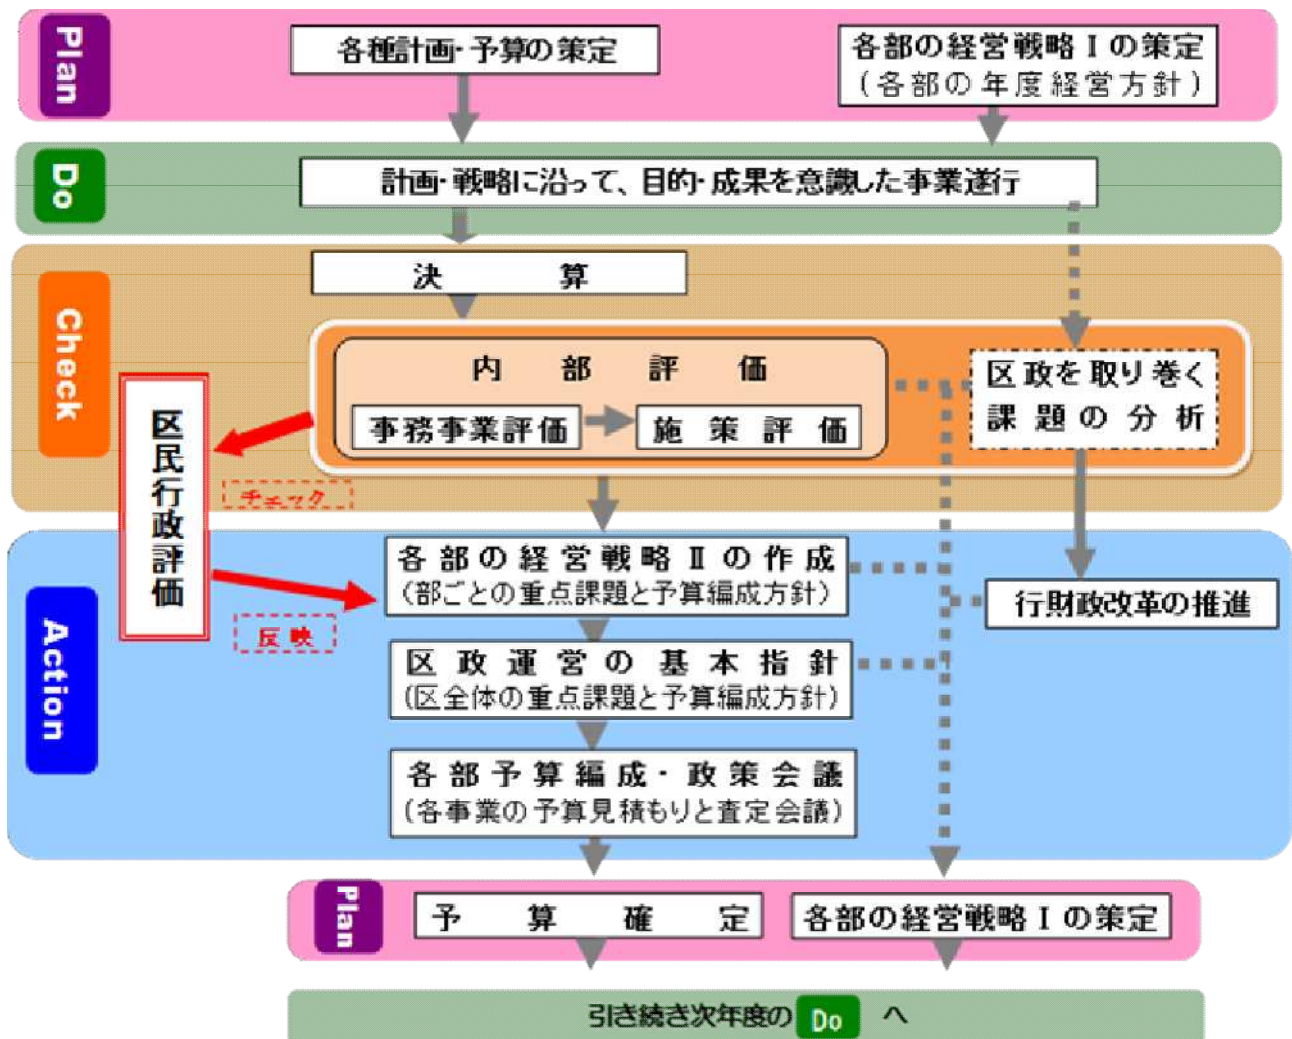 Plan
各種計画・予算の策定
各部の経営戦略Ⅰの策定
(各部の年度経営方針)
Do
計画・戦略に沿って、目的・成果を意識した事業遂行
Check
決算
内部評価
事務事業評価
施策評価
区政を取り巻く
課題の分析
区民行政評価
チェック
反映
Action
各部の経営戦略Ⅱの作成
(部ごとの重点課題と予算編成方針)
行財政改革の推進
区政運営の基本指針
(区全体の重点課題と予算編成方針)
各部予算編成・政策会議
(各事業の予算見積もりと査定会議)
Plan
予算確定
各部の経営戦略Ⅰの策定
引き続き次年度の Do へ